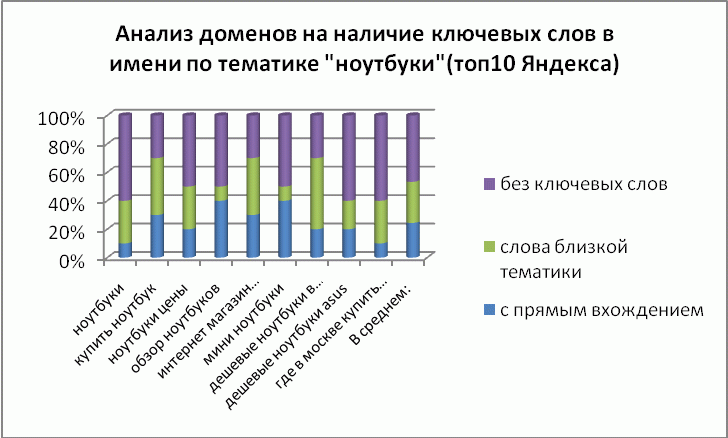 Анализ доменов на наличие ключевых слов в
имени по тематике "ноутбуки"(топ10 Яндекса)
100%
80%
60%
40%
20%
0%
ноутбуки
купить ноутбук
ноутбуки цены
обзор ноутбуков
интернет магазин...
мини ноутбуки
дешевые ноутбуки в...
дешевые ноутбуки asus
где в москве купить...
В среднем:
без ключевых слов
слова близкой
тематики
с прямым вхождением